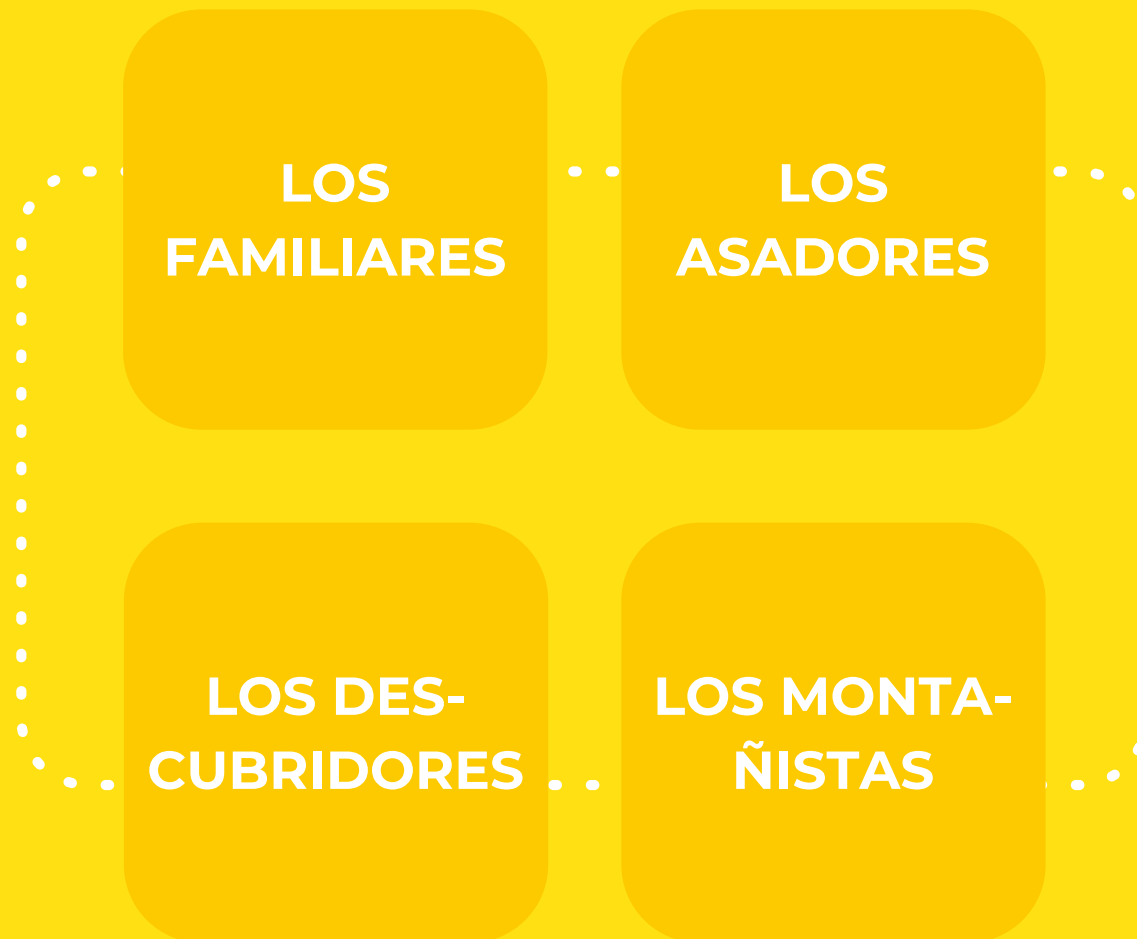 LOS
FAMILIARES
LOS
ASADORES
LOS DES-
CUBRIDORES
LOS MONTA-
ÑISTAS